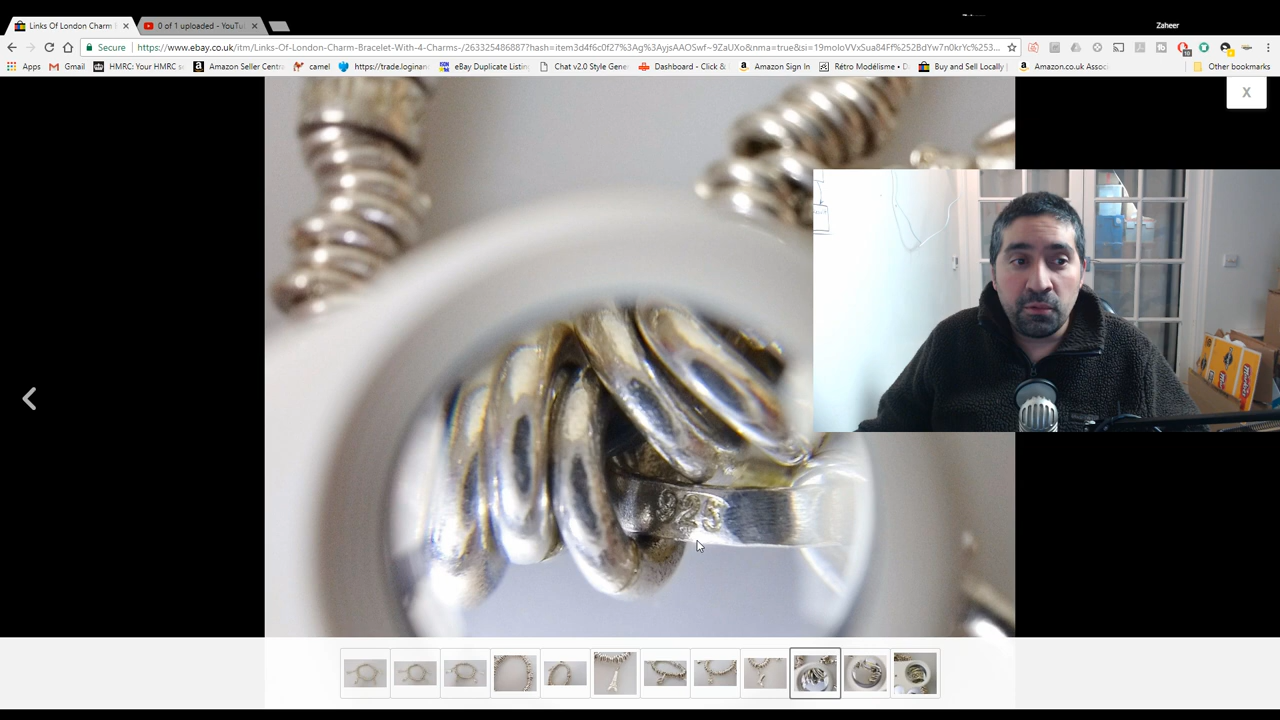 Zaheer
Links Of London Charm
0 of 1 uploaded - YouTu
Secure
https://www.ebay.co.uk/itm/Links-Of-London-Charm-Bracelet-With-4-Charms-/263325486887?hash=item3d4f6c0f27%3Ag%3AyjsAAOSwf~9ZaUXo&nma=true&si=19moIoVVxSua84Ff%252BdYw7n0krYc%253...
Apps
Gmail
HMRC: Your HMRC s
Amazon Seller Centr
camel
https://trade.loginan
eBay Duplicate Listing
Chat v2.0 Style Gene
Dashboard - Click &
Amazon Sign In
Rétro Modélisme • D
Buy and Sell Locally |
Amazon.co.uk Assoc
Other bookmarks
X
925